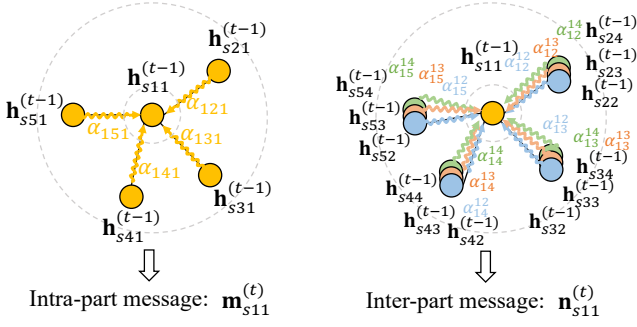 h_{s21}^{(t-1)}
h_{s11}^{(t-1)}
h_{s51}^{(t-1)}
α_{121}
α_{151}
α_{131}
α_{141}
h_{s31}^{(t-1)}
h_{s41}^{(t-1)}
Intra-part message: m_{s11}^{(t)}
α_{12}^{14}
h_{s24}^{(t-1)}
α_{12}^{13}
h_{s11}^{(t-1)}
α_{12}^{12}
h_{s23}^{(t-1)}
α_{15}^{14}
α_{15}^{13}
α_{15}^{12}
h_{s54}^{(t-1)}
h_{s22}^{(t-1)}
h_{s53}^{(t-1)}
h_{s52}^{(t-1)}
α_{13}^{12}
α_{13}^{14}
α_{13}^{13}
α_{14}^{14}
h_{s34}^{(t-1)}
α_{14}^{13}
h_{s44}^{(t-1)}
h_{s33}^{(t-1)}
α_{14}^{12}
h_{s43}^{(t-1)}
h_{s42}^{(t-1)}
h_{s32}^{(t-1)}
Inter-part message: n_{s11}^{(t)}